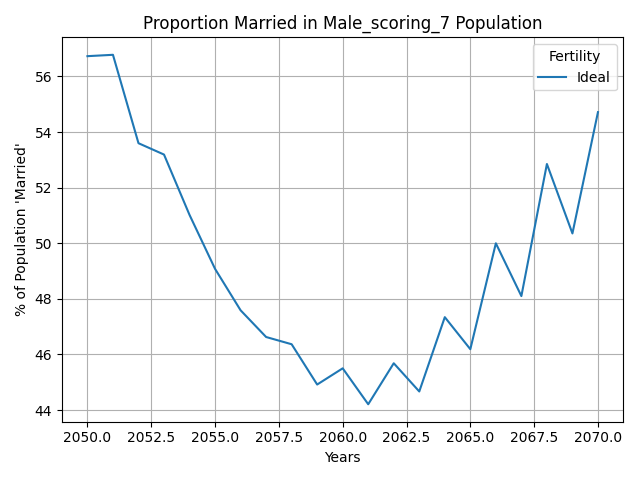 Proportion Married in Male_scoring_7 Population
Fertility
Ideal
% of Population 'Married'
56
54
52
50
48
46
44
2050.0 2052.5 2055.0 2057.5 2060.0 2062.5 2065.0 2067.5 2070.0
Years